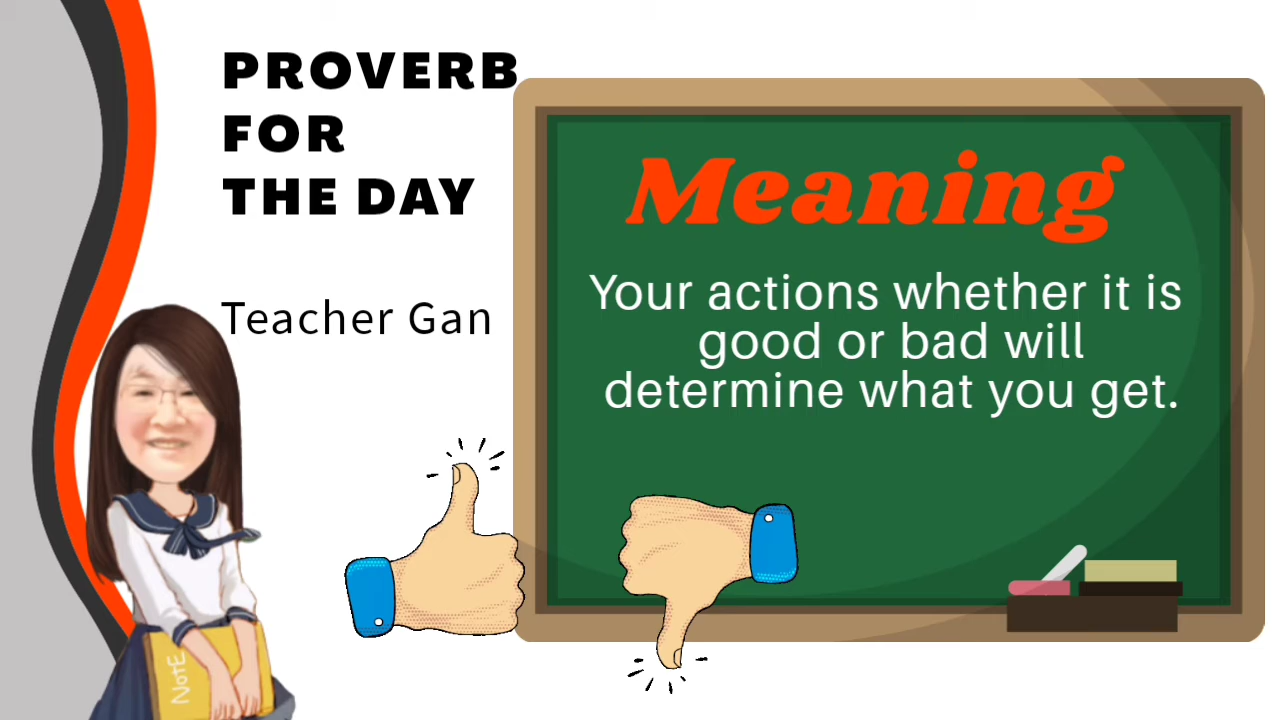 PROVERB
FOR
THE DAY
Teacher Gan
Meaning
Your actions whether it is
good or bad will
determine what you get.
NotE